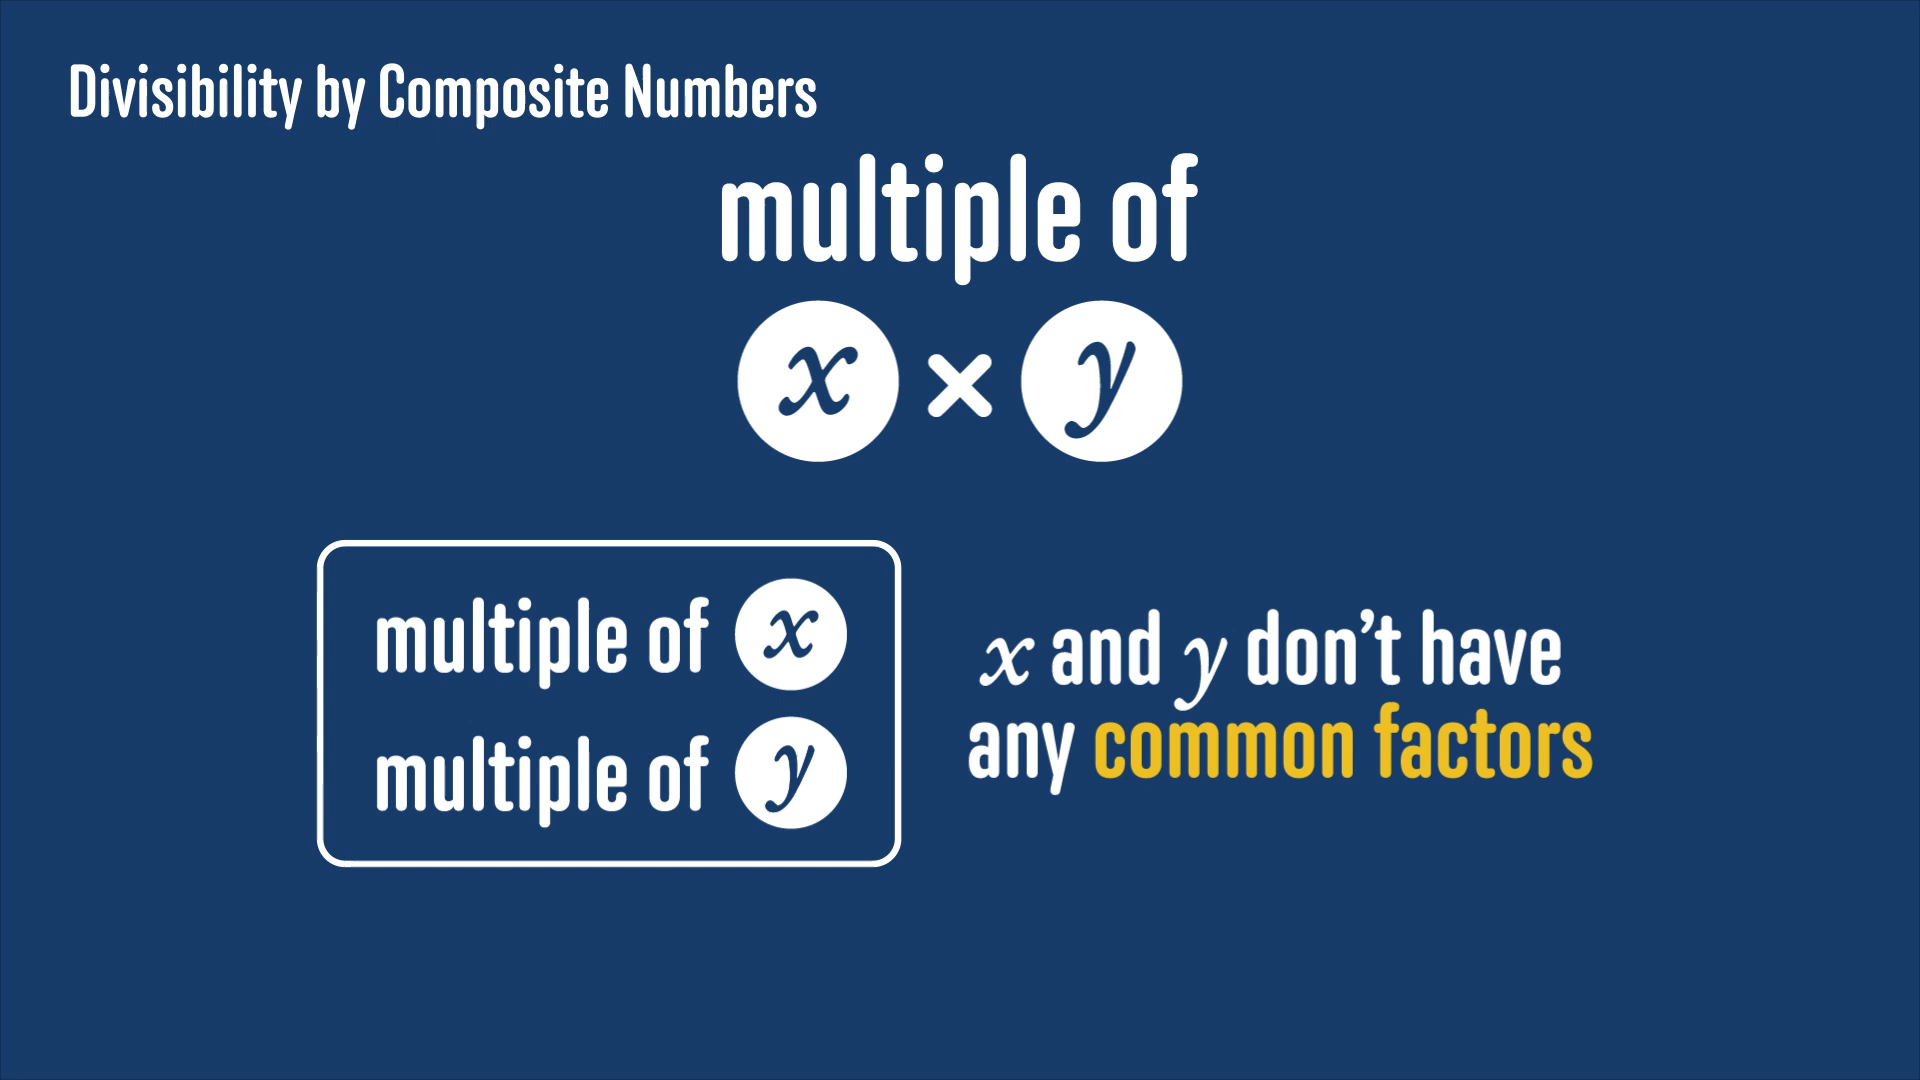 Divisibility by Composite Numbers
multiple of
x × y
multiple of x
multiple of y
x and y don’t have
any common factors